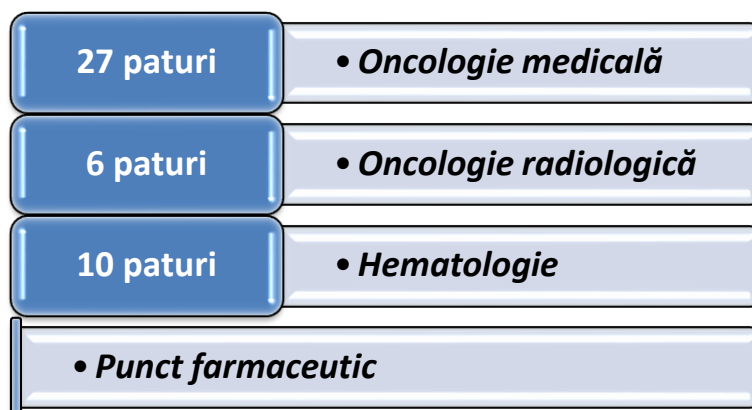 27 paturi • Oncologie medicală
6 paturi • Oncologie radiologică
10 paturi • Hematologie
• Punct farmaceutic